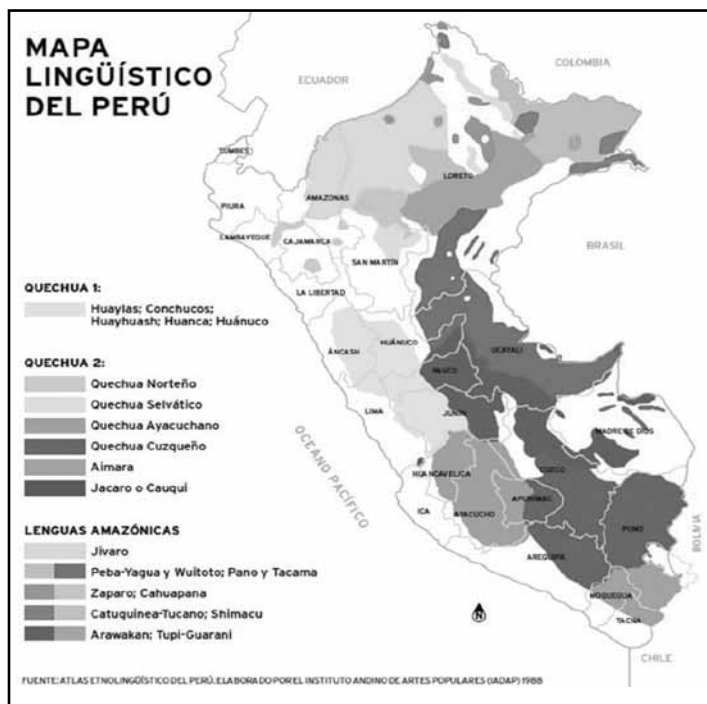 MAPA
LINGÜÍSTICO
DEL PERÚ
ECUADOR
COLOMBIA
TUMBES
LORETO
PIURA
AMAZONAS
LAMBAYEQUE
CAJAMARCA
BRASIL
SAN MARTÍN
LA LIBERTAD
QUECHUA 1:
Huaylas; Conchucos;
Huayhuash; Huanca; Huánuco
HUÁNUCO
ÁNCASH
UCAYALI
PASCO
QUECHUA 2:
Quechua Norteño
Quechua Selvático
Quechua Ayacuchano
Quechua Cuzqueño
Aimara
Jacaro o Cauqui
LIMA
JUNÍN
MADRE DE DIOS
OCEANO PACÍFICO
HUANCAVELICA
CUZCO
APURIMAC
ICA
AYACUCHO
PUNO
BOLIVIA
AREQUIPA
MOQUEGUA
TACNA
CHILE
N
LENGUAS AMAZÓNICAS
Jívaro
Peba-Yagua y Wuitoto; Pano y Tacama
Zaparo; Cahuapana
Catuquinea-Tucano; Shimacu
Arawakan; Tupi-Guarani
FUENTE: ATLAS ETNOLINGÜÍSTICO DEL PERÚ. ELABORADO POR EL INSTITUTO ANDINO DE ARTES POPULARES (IADAP) 1988